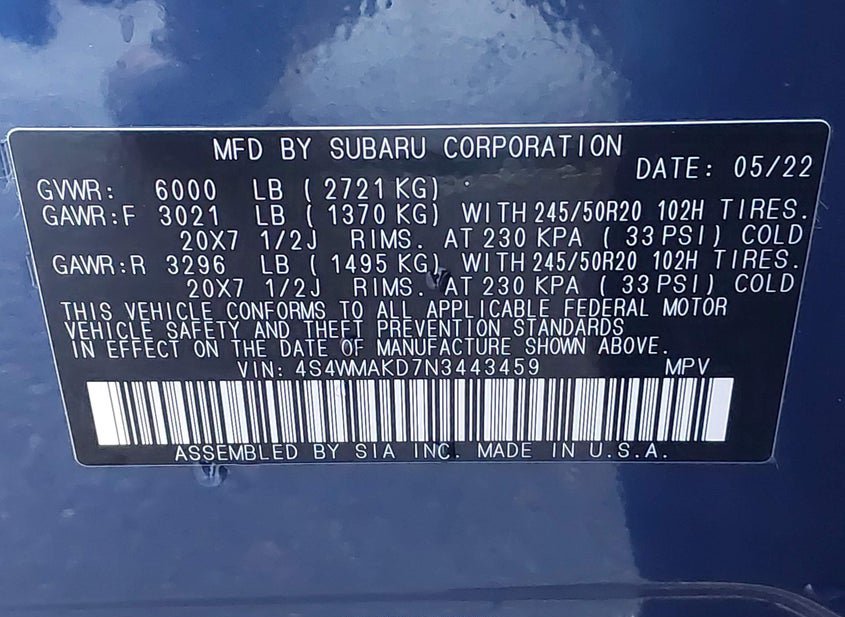 MFD BY SUBARU CORPORATION DATE: 05/22
GVWR: 6000 LB ( 2721 KG)
GAWR:F 3021 LB ( 1370 KG) WITH 245/50R20 102H TIRES.
20X7 1/2J RIMS. AT 230 KPA ( 33 PSI) COLD
GAWR:R 3296 LB ( 1495 KG) WITH 245/50R20 102H TIRES.
20X7 1/2J RIMS. AT 230 KPA ( 33 PSI) COLD
THIS VEHICLE CONFORMS TO ALL APPLICABLE FEDERAL MOTOR
VEHICLE SAFETY AND THEFT PREVENTION STANDARDS
IN EFFECT ON THE DATE OF MANUFACTURE SHOWN ABOVE.
VIN: 4S4WMAKD7N3443459 MPV
ASSEMBLED BY SIA INC. MADE IN U.S.A.